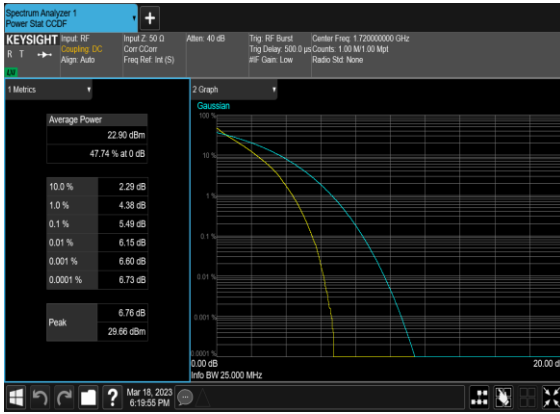 Spectrum Analyzer 1
Power Stat CCDF
KEYSIGHT
R T
Input: RF
Coupling: DC
Align: Auto
Input Z: 50 Ω
Corr CCorr
Freq Ref: Int (S)
Atten: 40 dB
Trig: RF Burst
Trig Delay: 500.0 µs
#IF Gain: Low
Center Freq: 1.720000000 GHz
Counts: 1.00 M/1.00 Mpt
Radio Std: None
1 Metrics
Average Power
22.90 dBm
47.74 % at 0 dB
10.0 % 2.29 dB
1.0 % 4.38 dB
0.1 % 5.49 dB
0.01 % 6.15 dB
0.001 % 6.60 dB
0.0001 % 6.73 dB
Peak
6.76 dB
29.66 dBm
2 Graph
Gaussian
100 %
10 %
1 %
0.1 %
0.01 %
0.001 %
0.0001 %
0.00 dB
20.00 d
Info BW 25.000 MHz
?
Mar 18, 2023
6:19:55 PM